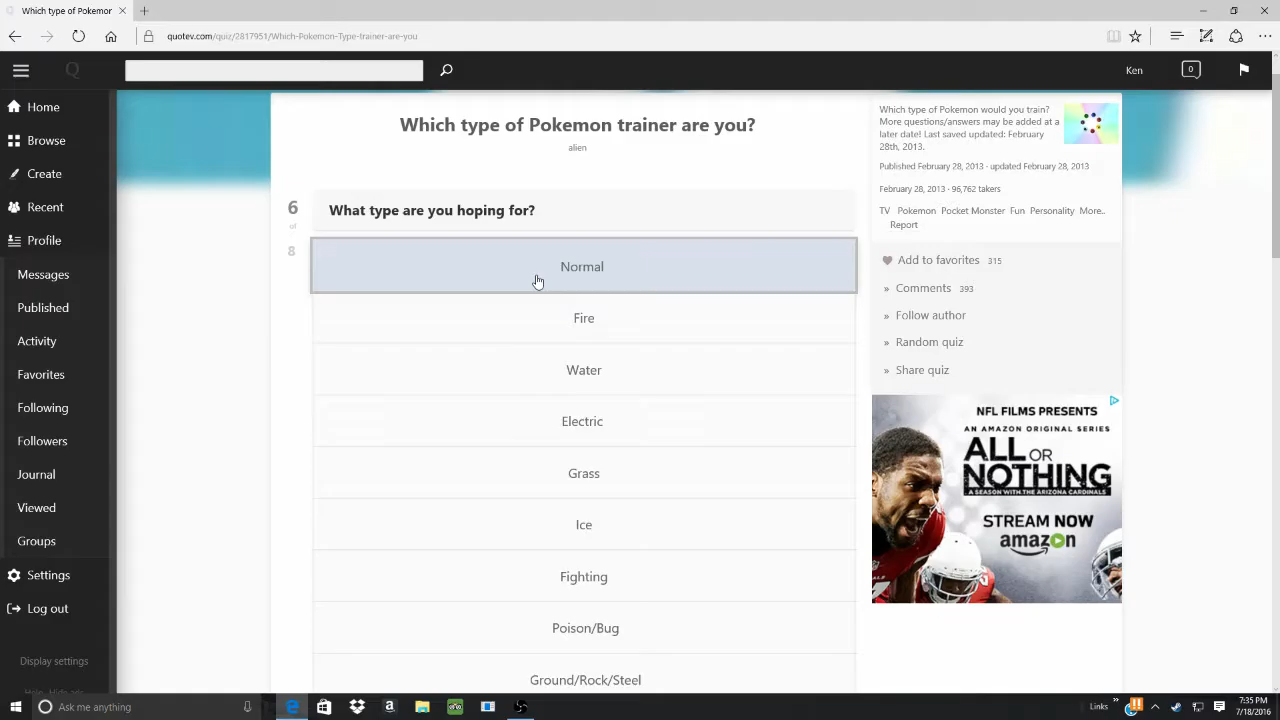 Quotev | Pokemon
quotev.com/quiz/2817951/Which-Pokemon-Type-trainer-are-you
Q
Ken
0
Home
Browse
Create
Recent
Profile
Messages
Published
Activity
Favorites
Following
Followers
Journal
Viewed
Groups
Settings
Log out
Display settings
Help
Hide ads
Which type of Pokemon trainer are you?
alien
6
of
8
What type are you hoping for?
Normal
Fire
Water
Electric
Grass
Ice
Fighting
Poison/Bug
Ground/Rock/Steel
Which type of Pokemon would you train?
More questions/answers may be added at a
later date! Last saved updated: February
28th, 2013.
Published February 28, 2013 · updated February 28, 2013
February 28, 2013 · 96,762 takers
TV Pokemon Pocket Monster Fun Personality More..
Report
Add to favorites 315
» Comments 393
» Follow author
» Random quiz
» Share quiz
NFL FILMS PRESENTS
AN AMAZON ORIGINAL SERIES
ALL OR
NOTHING
A SEASON WITH THE ARIZONA CARDINALS
STREAM NOW
amazon
Ask me anything
Links
7:35 PM
7/18/2016